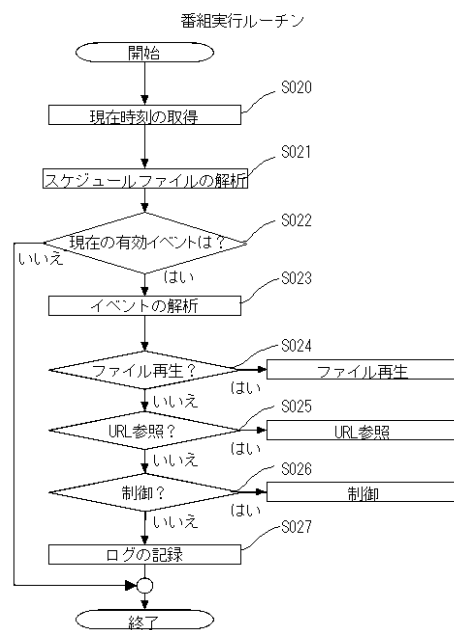 番組実行ルーチン
開始
S020
現在時刻の取得
S021
スケジュールファイルの解析
S022
現在の有効イベントは？
いいえ
はい
S023
イベントの解析
S024
ファイル再生？
はい
ファイル再生
いいえ
S025
URL参照？
はい
URL参照
いいえ
S026
制御？
はい
制御
いいえ
S027
ログの記録
終了